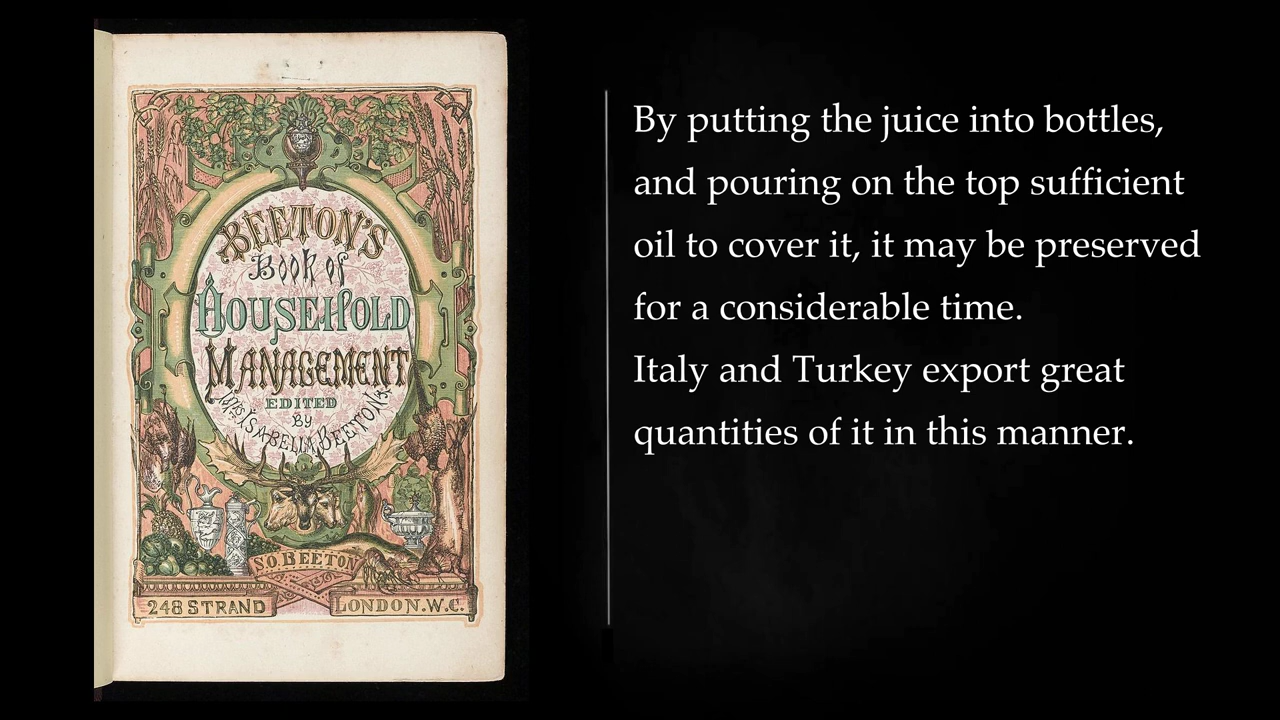 BEETON'S
Book of
HOUSEHOLD
MANAGEMENT
EDITED
BY
MRS ISABELLA BEETON
S.O. BEETON
248 STRAND
LONDON.W.C.
By putting the juice into bottles,
and pouring on the top sufficient
oil to cover it, it may be preserved
for a considerable time.
Italy and Turkey export great
quantities of it in this manner.